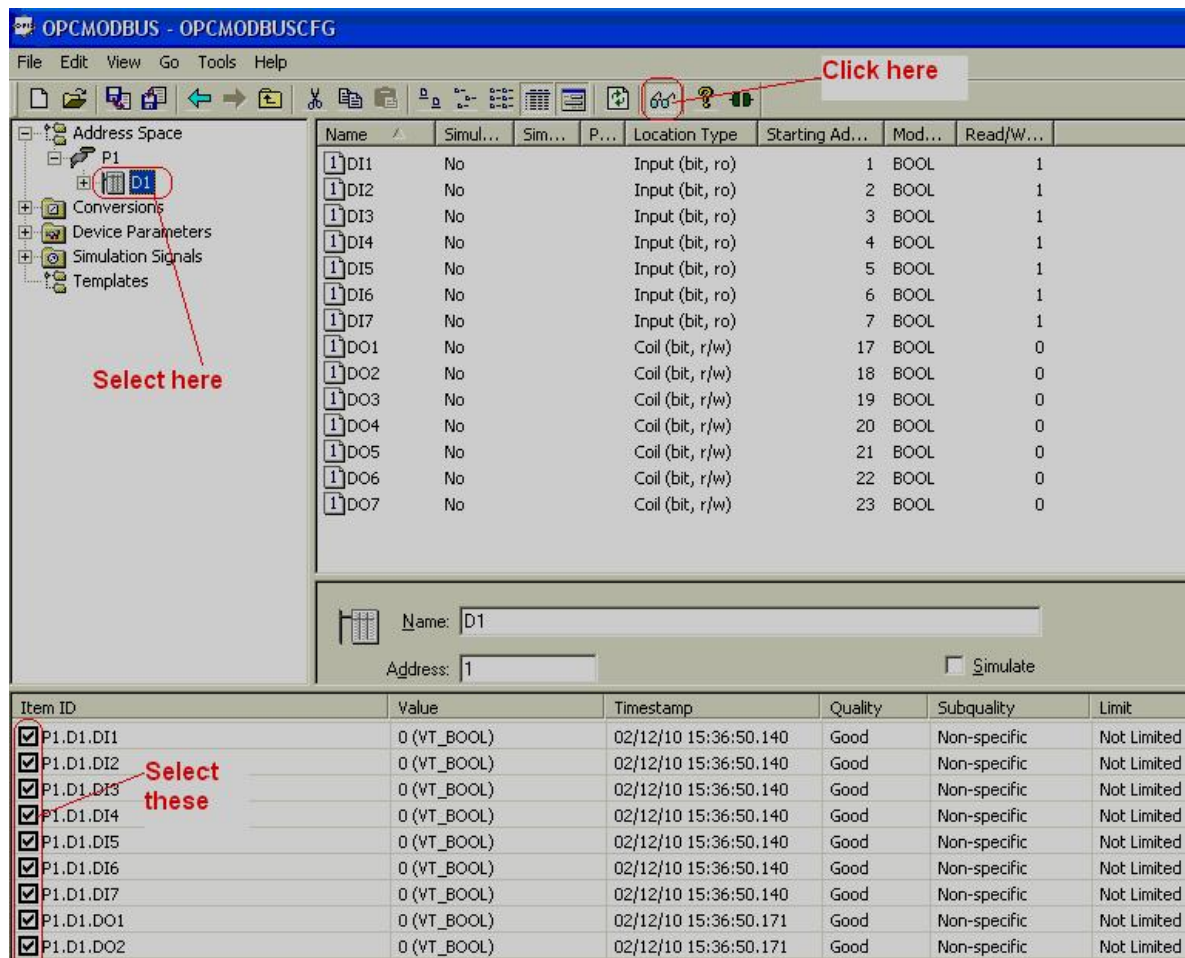 OPCMODBUS - OPCMODBUSCFG
File Edit View Go Tools Help
Click here
Address Space
P1
D1
Conversions
Device Parameters
Simulation Signals
Templates
Select here
Name Simul... Sim... P... Location Type Starting Ad... Mod... Read/W...
DI1 No Input (bit, ro) 1 BOOL 1
DI2 No Input (bit, ro) 2 BOOL 1
DI3 No Input (bit, ro) 3 BOOL 1
DI4 No Input (bit, ro) 4 BOOL 1
DI5 No Input (bit, ro) 5 BOOL 1
DI6 No Input (bit, ro) 6 BOOL 1
DI7 No Input (bit, ro) 7 BOOL 1
DO1 No Coil (bit, r/w) 17 BOOL 0
DO2 No Coil (bit, r/w) 18 BOOL 0
DO3 No Coil (bit, r/w) 19 BOOL 0
DO4 No Coil (bit, r/w) 20 BOOL 0
DO5 No Coil (bit, r/w) 21 BOOL 0
DO6 No Coil (bit, r/w) 22 BOOL 0
DO7 No Coil (bit, r/w) 23 BOOL 0
Name: D1
Address: 1 Simulate
Item ID Value Timestamp Quality Subquality Limit
P1.D1.DI1 0 (VT_BOOL) 02/12/10 15:36:50.140 Good Non-specific Not Limited
P1.D1.DI2 0 (VT_BOOL) 02/12/10 15:36:50.140 Good Non-specific Not Limited
P1.D1.DI3 0 (VT_BOOL) 02/12/10 15:36:50.140 Good Non-specific Not Limited
P1.D1.DI4 0 (VT_BOOL) 02/12/10 15:36:50.140 Good Non-specific Not Limited
P1.D1.DI5 0 (VT_BOOL) 02/12/10 15:36:50.140 Good Non-specific Not Limited
P1.D1.DI6 0 (VT_BOOL) 02/12/10 15:36:50.140 Good Non-specific Not Limited
P1.D1.DI7 0 (VT_BOOL) 02/12/10 15:36:50.140 Good Non-specific Not Limited
P1.D1.DO1 0 (VT_BOOL) 02/12/10 15:36:50.171 Good Non-specific Not Limited
P1.D1.DO2 0 (VT_BOOL) 02/12/10 15:36:50.171 Good Non-specific Not Limited
Select
these